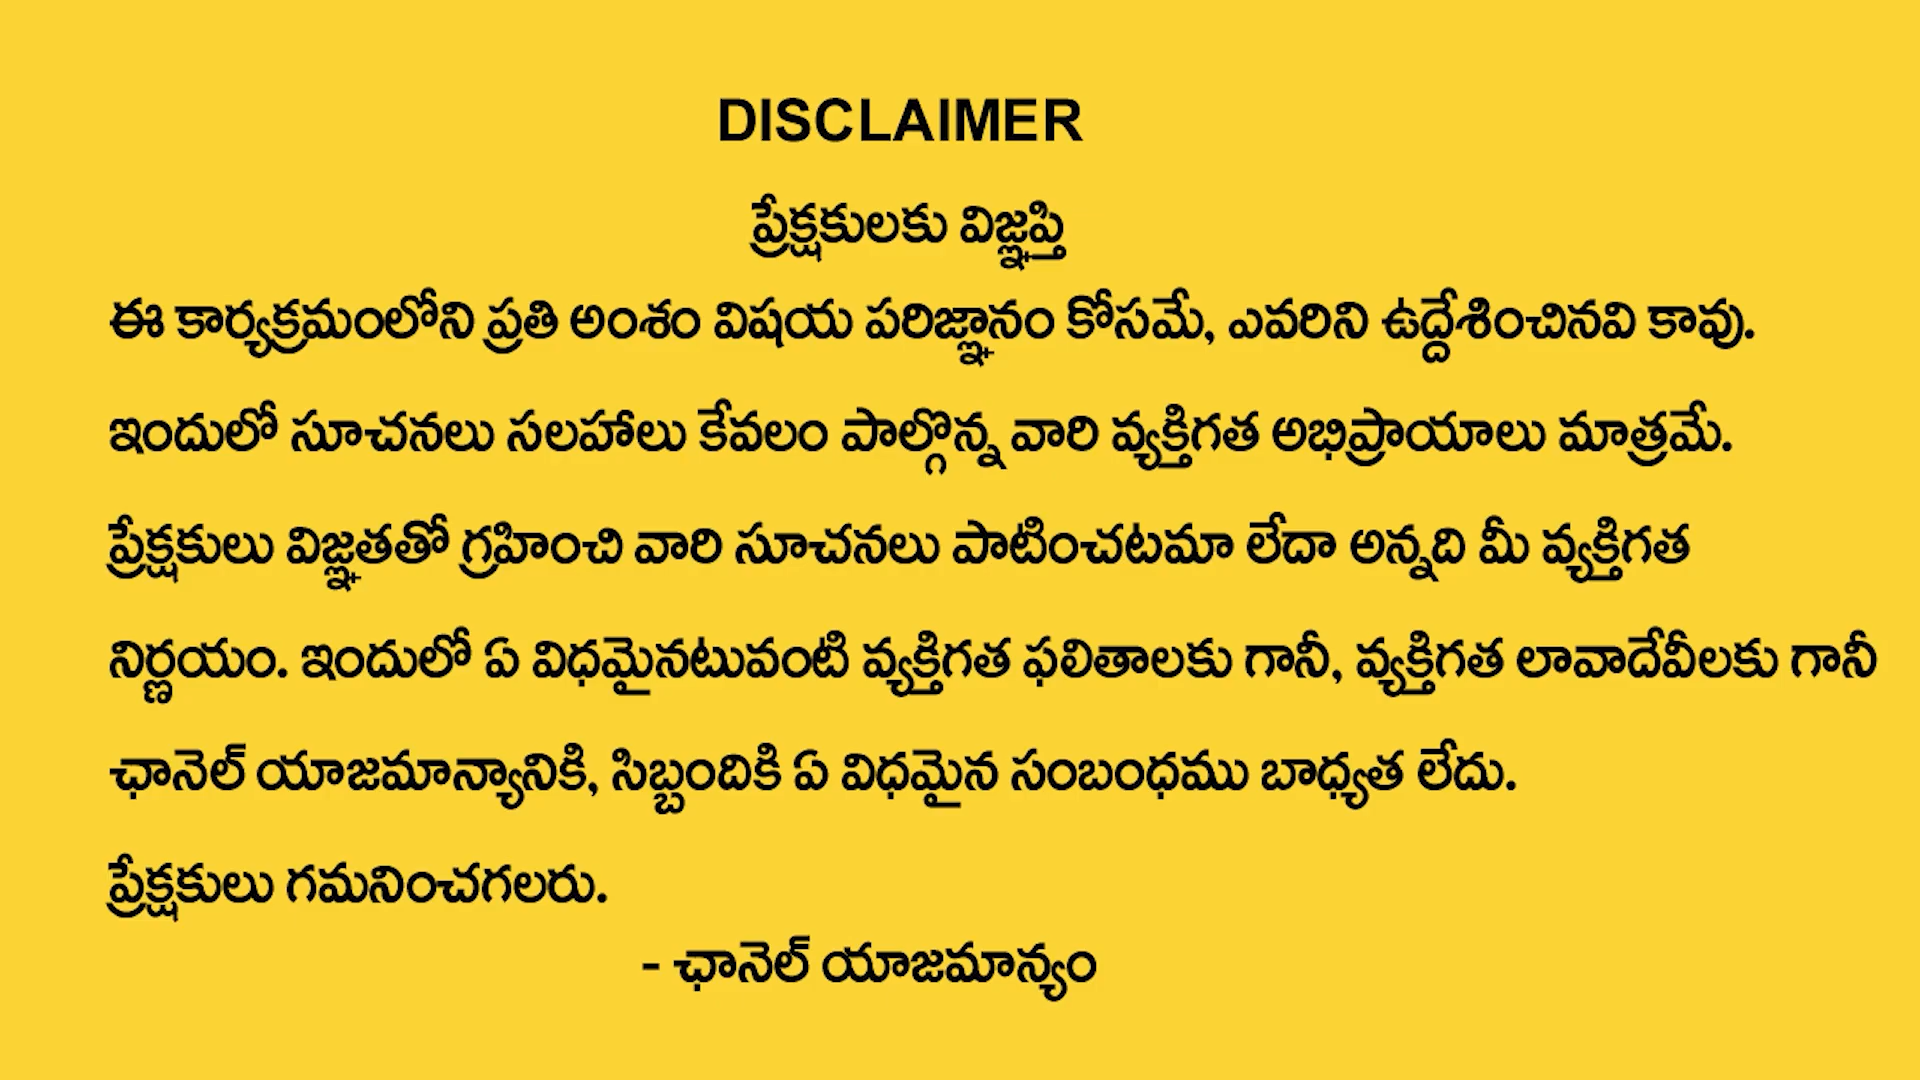 DISCLAIMER
ప్రేక్షకులకు విజ్ఞప్తి
ఈ కార్యక్రమంలోని ప్రతి అంశం విషయ పరిజ్ఞానం కోసమే, ఎవరిని ఉద్దేశించినవి కావు.
ఇందులో సూచనలు సలహాలు కేవలం పాల్గొన్న వారి వ్యక్తిగత అభిప్రాయాలు మాత్రమే.
ప్రేక్షకులు విజ్ఞతతో గ్రహించి వారి సూచనలు పాటించటమా లేదా అన్నది మీ వ్యక్తిగత
నిర్ణయం. ఇందులో ఏ విధమైనటువంటి వ్యక్తిగత ఫలితాలకు గానీ, వ్యక్తిగత లావాదేవీలకు గానీ
ఛానెల్ యాజమాన్యానికి, సిబ్బందికి ఏ విధమైన సంబంధము బాధ్యత లేదు.
ప్రేక్షకులు గమనించగలరు.
- ఛానెల్ యాజమాన్యం